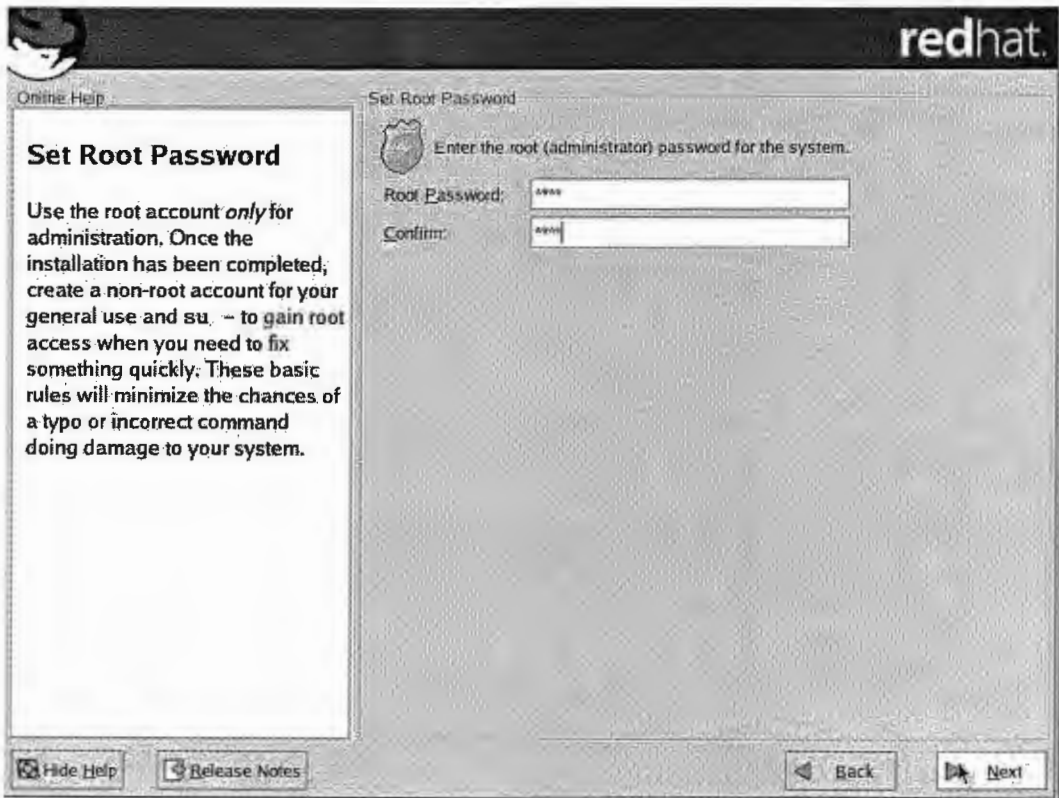 redhat.
Online Help
Set Root Password
Use the root account only for
administration. Once the
installation has been completed,
create a non-root account for your
general use and su - to gain root
access when you need to fix
something quickly. These basic
rules will minimize the chances of
a typo or incorrect command
doing damage to your system.
Set Root Password
Enter the root (administrator) password for the system.
Root Password: ****
Confirm: ****
Hide Help
Release Notes
Back
Next